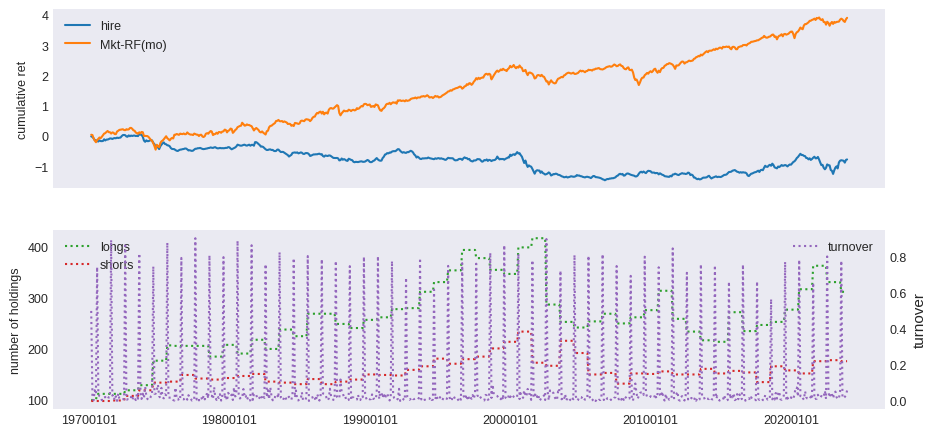 4
3
2
1
0
−1
cumulative ret
hire
Mkt-RF(mo)
400
300
200
100
number of holdings
longs
shorts
turnover
0.8
0.6
0.4
0.2
0.0
turnover
19700101 19800101 19900101 20000101 20100101 20200101